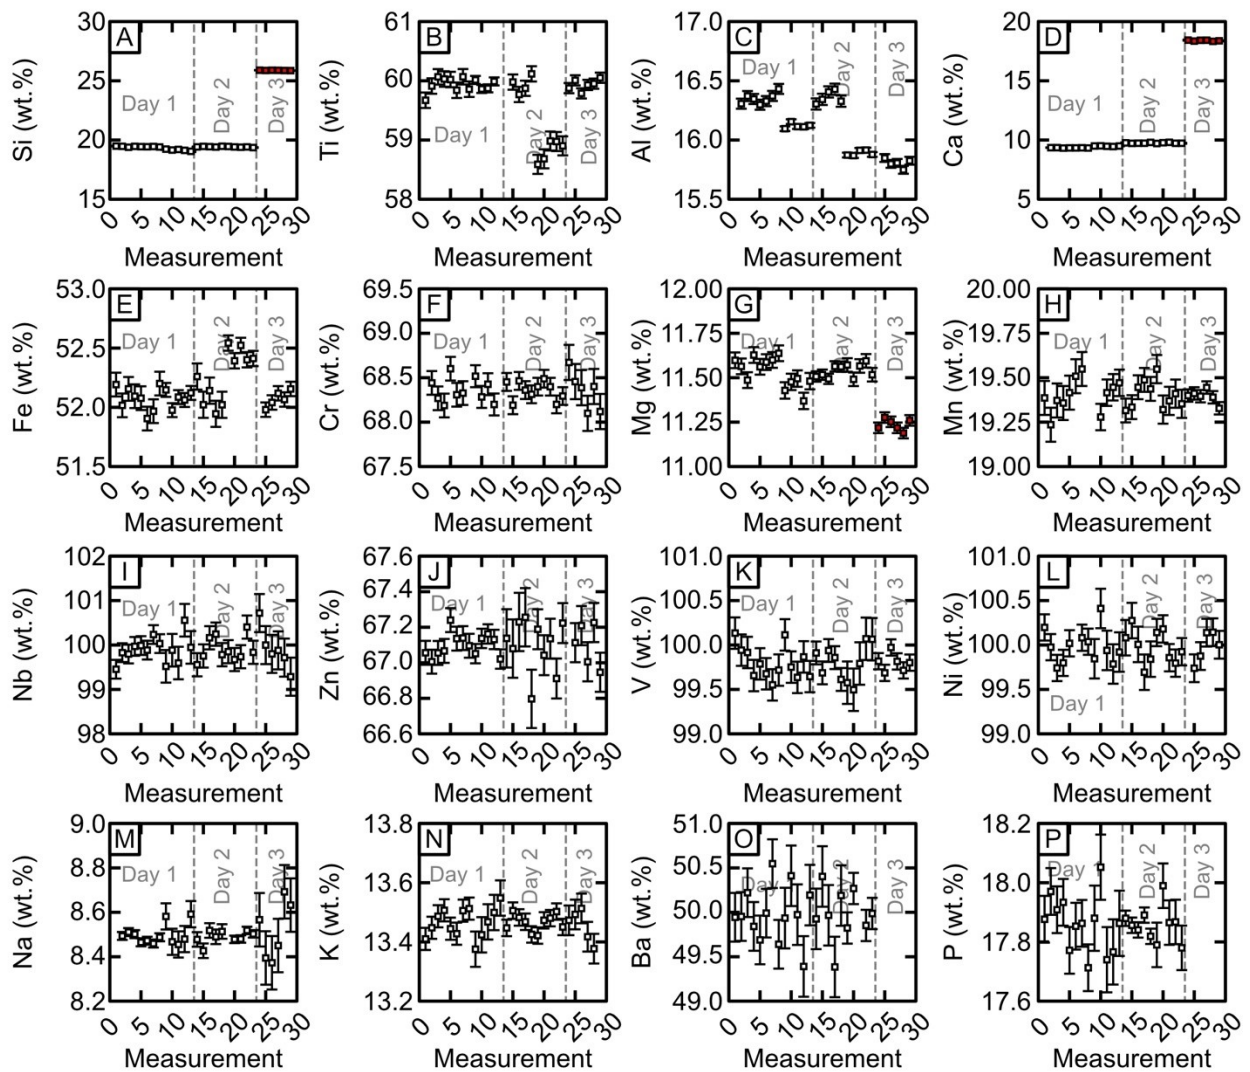 A
Si (wt.%)
30
25
20
15
Day 1
Day 2
Day 3
0 5 10 15 20 25 30
Measurement
B
Ti (wt.%)
61
60
59
58
Day 1
Day 2
Day 3
0 5 10 15 20 25 30
Measurement
C
Al (wt.%)
17.0
16.5
16.0
15.5
Day 1
Day 2
Day 3
0 5 10 15 20 25 30
Measurement
D
Ca (wt.%)
20
15
10
5
Day 1
Day 2
Day 3
0 5 10 15 20 25 30
Measurement
E
Fe (wt.%)
53.0
52.5
52.0
51.5
Day 1
Day 2
Day 3
0 5 10 15 20 25 30
Measurement
F
Cr (wt.%)
69.5
69.0
68.5
68.0
67.5
Day 1
Day 2
Day 3
0 5 10 15 20 25 30
Measurement
G
Mg (wt.%)
12.00
11.75
11.50
11.25
11.00
Day 1
Day 2
Day 3
0 5 10 15 20 25 30
Measurement
H
Mn (wt.%)
20.00
19.75
19.50
19.25
19.00
Day 1
Day 2
Day 3
0 5 10 15 20 25 30
Measurement
I
Nb (wt.%)
102
101
100
99
98
Day 1
Day 2
Day 3
0 5 10 15 20 25 30
Measurement
J
Zn (wt.%)
67.6
67.4
67.2
67.0
66.8
66.6
Day 1
Day 2
Day 3
0 5 10 15 20 25 30
Measurement
K
V (wt.%)
101.0
100.5
100.0
99.5
99.0
Day 1
Day 2
Day 3
0 5 10 15 20 25 30
Measurement
L
Ni (wt.%)
101.0
100.5
100.0
99.5
99.0
Day 1
Day 2
Day 3
0 5 10 15 20 25 30
Measurement
M
Na (wt.%)
9.0
8.8
8.6
8.4
8.2
Day 1
Day 2
Day 3
0 5 10 15 20 25 30
Measurement
N
K (wt.%)
13.8
13.6
13.4
13.2
Day 1
Day 2
Day 3
0 5 10 15 20 25 30
Measurement
O
Ba (wt.%)
51.0
50.5
50.0
49.5
49.0
Day 1
Day 2
Day 3
0 5 10 15 20 25 30
Measurement
P
P (wt.%)
18.2
18.0
17.8
17.6
Day 1
Day 2
Day 3
0 5 10 15 20 25 30
Measurement